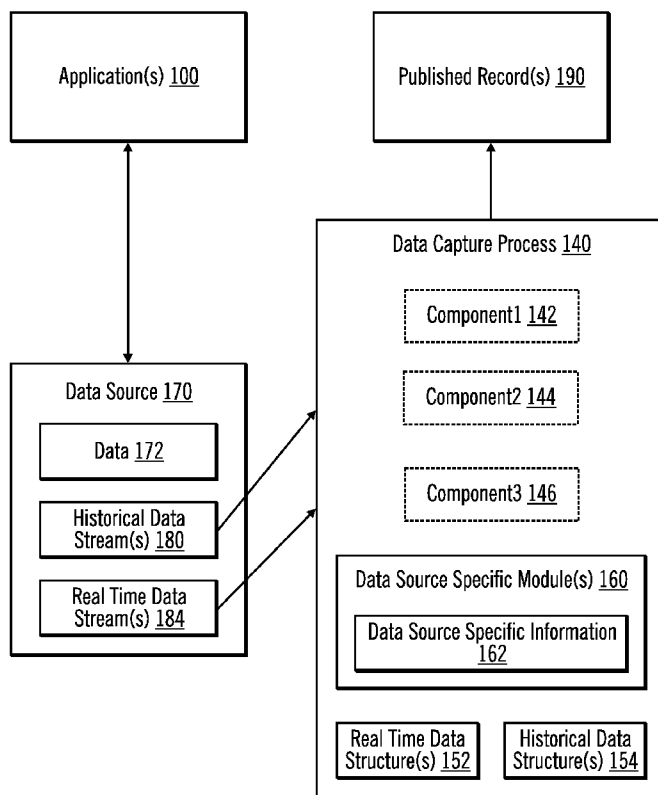 Application(s) 100
Published Record(s) 190
Data Capture Process 140
Component1 142
Component2 144
Component3 146
Data Source 170
Data 172
Historical Data
Stream(s) 180
Real Time Data
Stream(s) 184
Data Source Specific Module(s) 160
Data Source Specific Information
162
Real Time Data
Structure(s) 152
Historical Data
Structure(s) 154